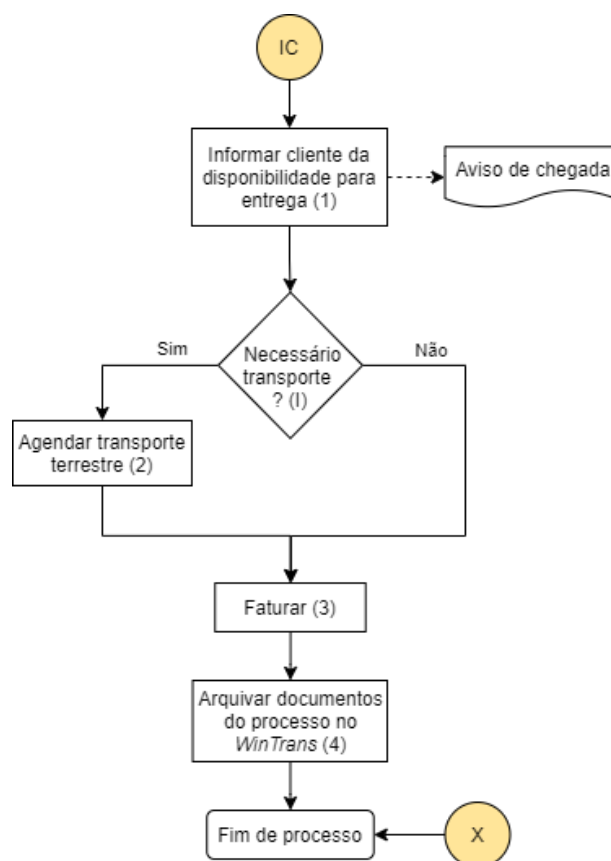 IC
Informar cliente da
disponibilidade para
entrega (1)
Aviso de chegada
Necessário
transporte
? (I)
Sim
Não
Agendar transporte
terrestre (2)
Faturar (3)
Arquivar documentos
do processo no
WinTrans (4)
Fim de processo
X